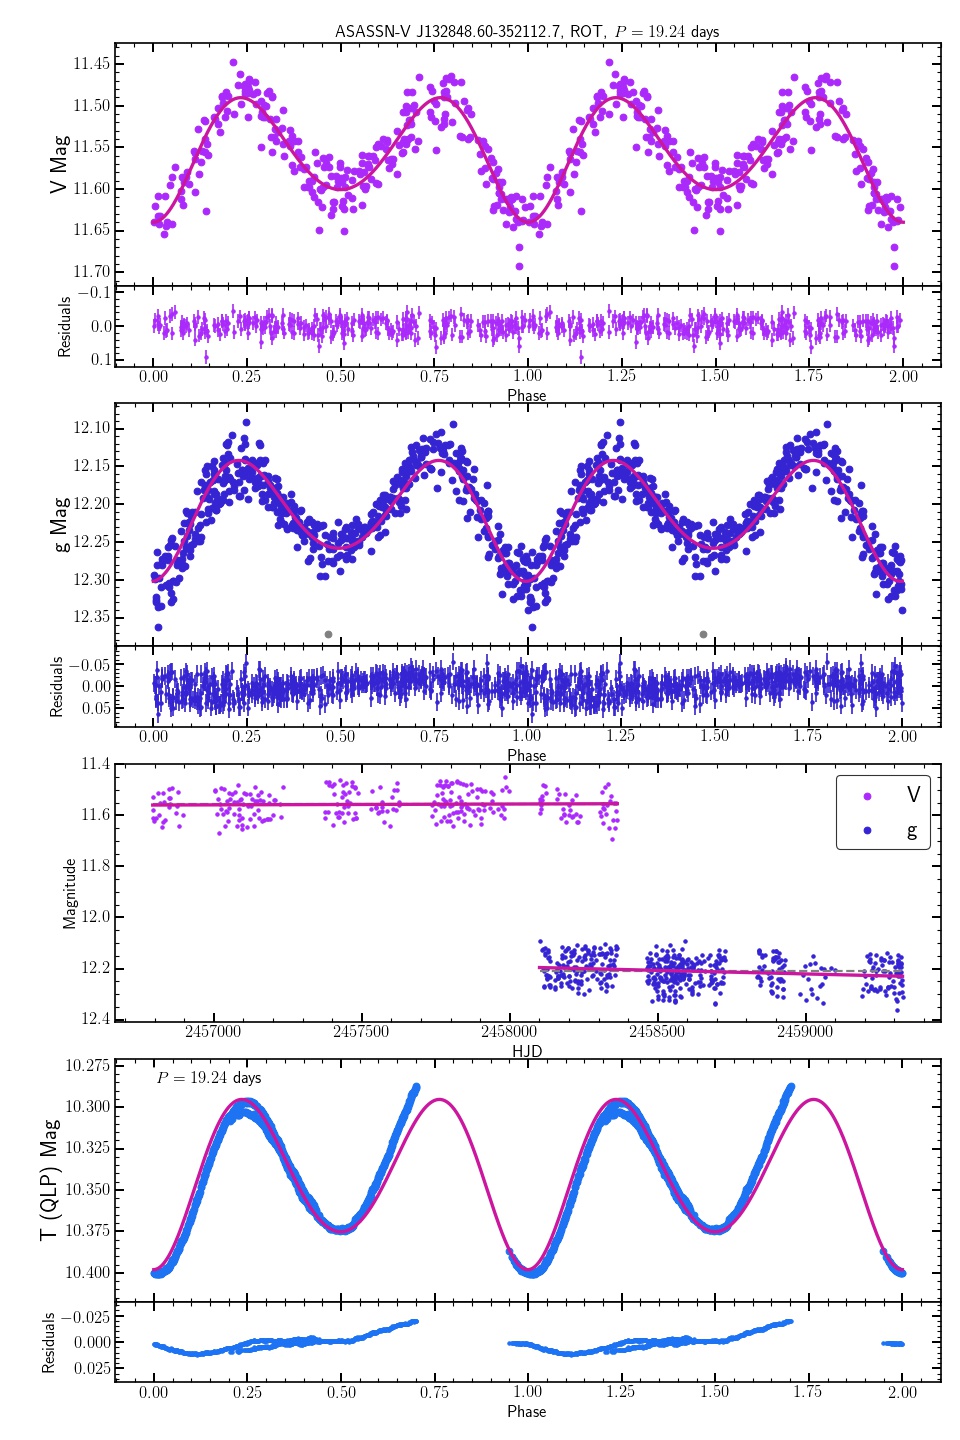 ASASSN-V J132848.60-352112.7, ROT, P = 19.24 days
V Mag
11.45
11.50
11.55
11.60
11.65
11.70
Residuals
−0.1
0.0
0.1
0.00 0.25 0.50 0.75 1.00 1.25 1.50 1.75 2.00
Phase
g Mag
12.10
12.15
12.20
12.25
12.30
12.35
Residuals
−0.05
0.00
0.05
0.00 0.25 0.50 0.75 1.00 1.25 1.50 1.75 2.00
Phase
Magnitude
11.4
11.6
11.8
12.0
12.2
12.4
V
g
2457000 2457500 2458000 2458500 2459000
HJD
T (QLP) Mag
P = 19.24 days
10.275
10.300
10.325
10.350
10.375
10.400
Residuals
−0.025
0.000
0.025
0.00 0.25 0.50 0.75 1.00 1.25 1.50 1.75 2.00
Phase